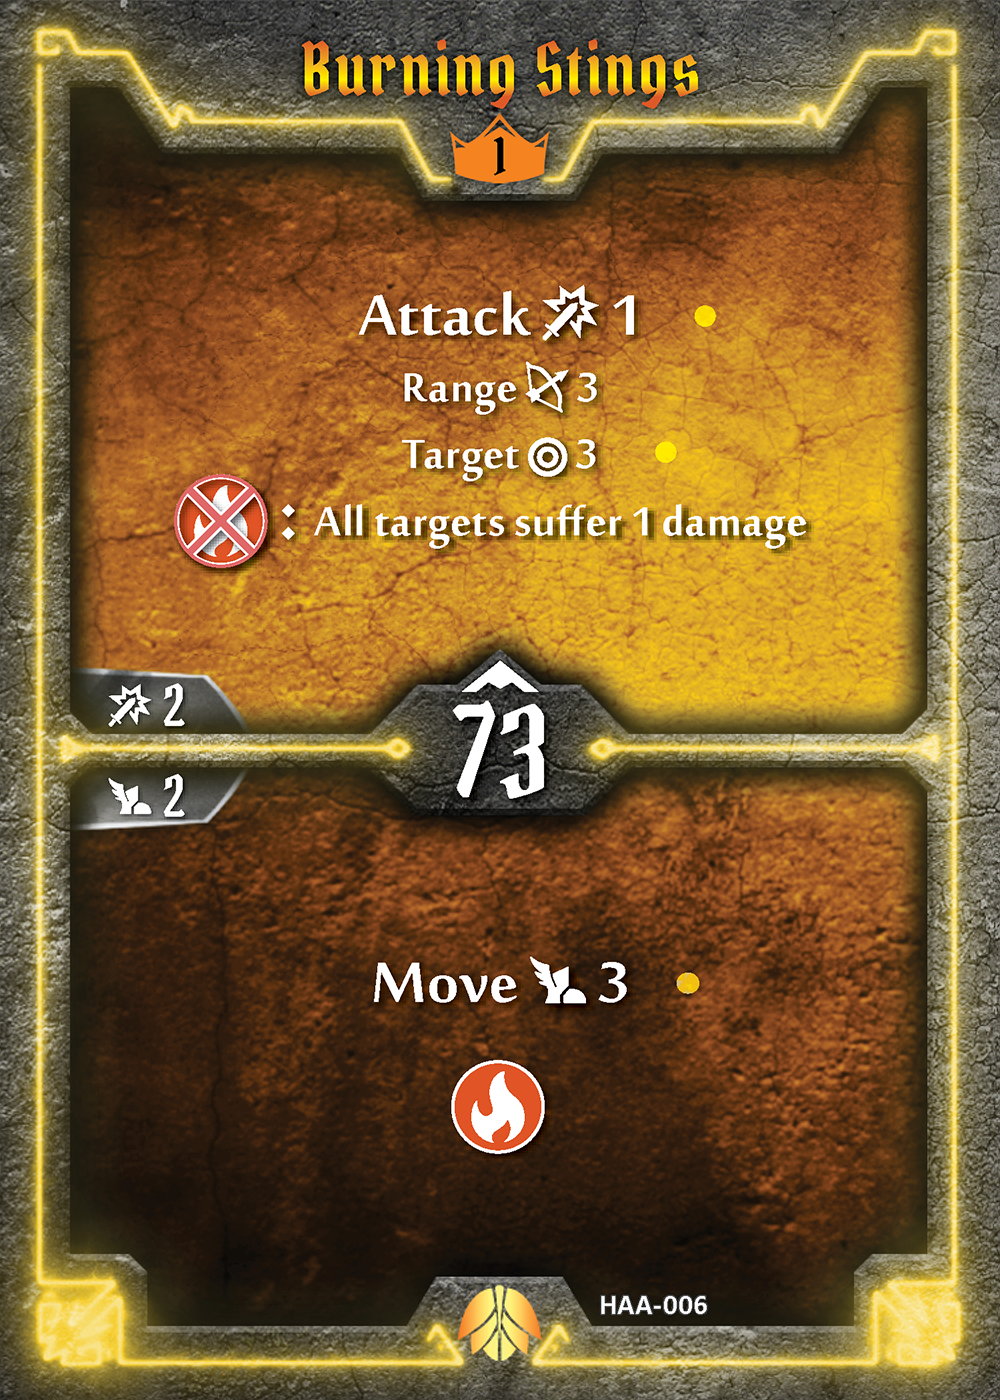 Burning Stings
1
Attack 1
Range 3
Target 3
: All targets suffer 1 damage
2
73
2
Move 3
HAA-006